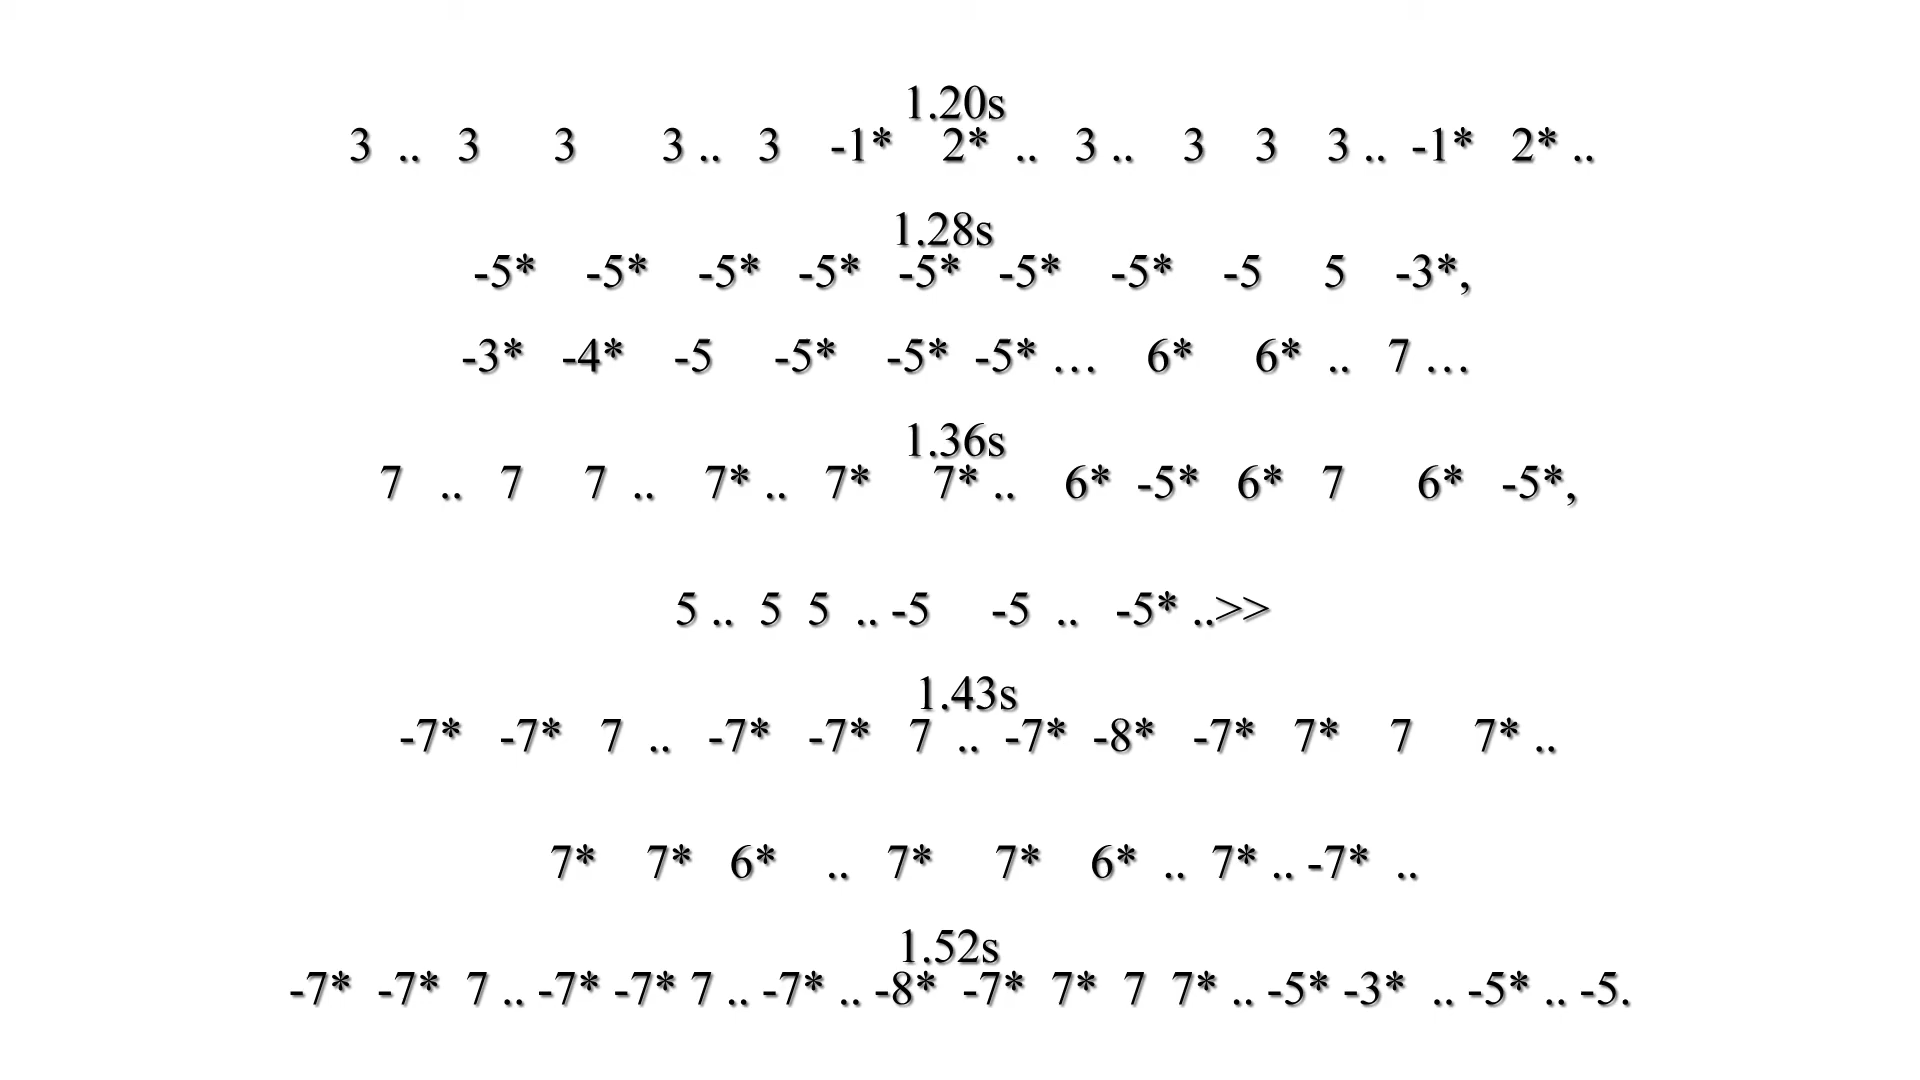 1.20s
3 .. 3 3 3 .. 3 -1* 2* .. 3 .. 3 3 3 .. -1* 2* ..
1.28s
-5* -5* -5* -5* -5* -5* -5* -5 5 -3*,
-3* -4* -5 -5* -5* -5* … 6* 6* .. 7 …
1.36s
7 .. 7 7 .. 7* .. 7* 7* .. 6* -5* 6* 7 6* -5*,
5 .. 5 5 .. -5 -5 .. -5* ..>>
1.43s
-7* -7* 7 .. -7* -7* 7 .. -7* -8* -7* 7* 7 7* ..
7* 7* 6* .. 7* 7* 6* .. 7* .. -7* ..
1.52s
-7* -7* 7 .. -7* -7* 7 .. -7* .. -8* -7* 7* 7 7* .. -5* -3* .. -5* .. -5.